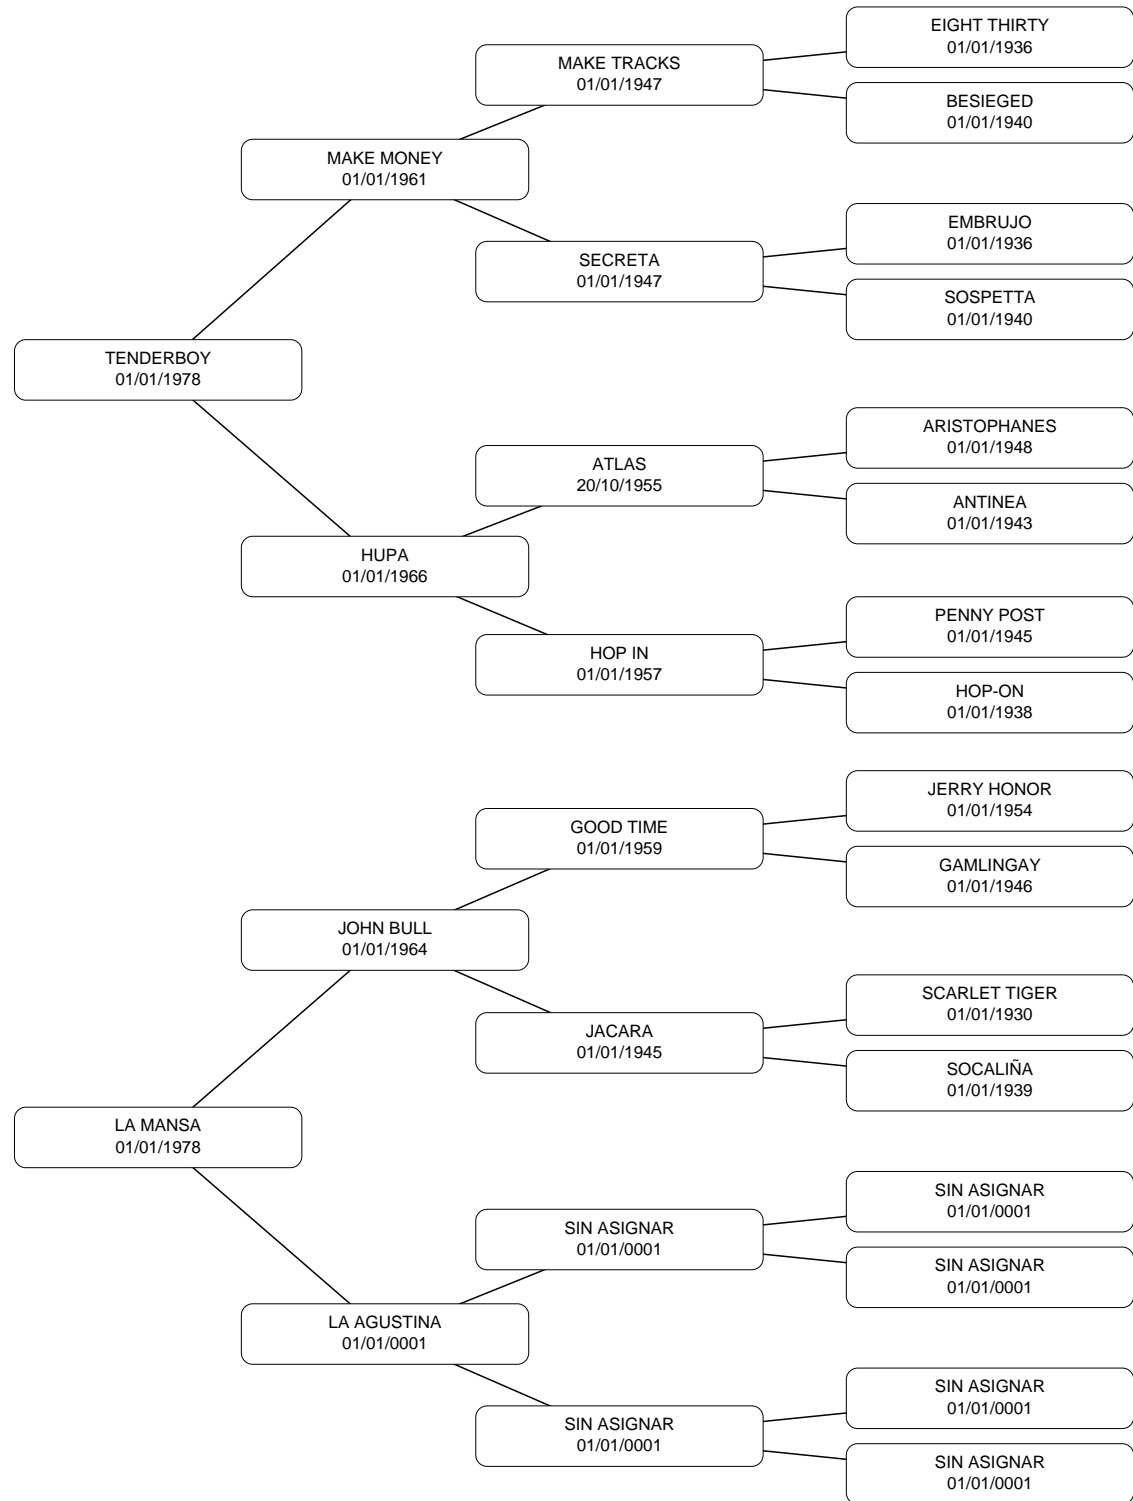 EIGHT THIRTY
01/01/1936
MAKE TRACKS
01/01/1947
BESIEGED
01/01/1940
MAKE MONEY
01/01/1961
EMBRUJO
01/01/1936
SECRETA
01/01/1947
SOSPETTA
01/01/1940
TENDERBOY
01/01/1978
ARISTOPHANES
01/01/1948
ATLAS
20/10/1955
ANTINEA
01/01/1943
HUPA
01/01/1966
PENNY POST
01/01/1945
HOP IN
01/01/1957
HOP-ON
01/01/1938
JERRY HONOR
01/01/1954
GOOD TIME
01/01/1959
GAMLINGAY
01/01/1946
JOHN BULL
01/01/1964
SCARLET TIGER
01/01/1930
JACARA
01/01/1945
SOCALIÑA
01/01/1939
LA MANSA
01/01/1978
SIN ASIGNAR
01/01/0001
SIN ASIGNAR
01/01/0001
SIN ASIGNAR
01/01/0001
LA AGUSTINA
01/01/0001
SIN ASIGNAR
01/01/0001
SIN ASIGNAR
01/01/0001
SIN ASIGNAR
01/01/0001